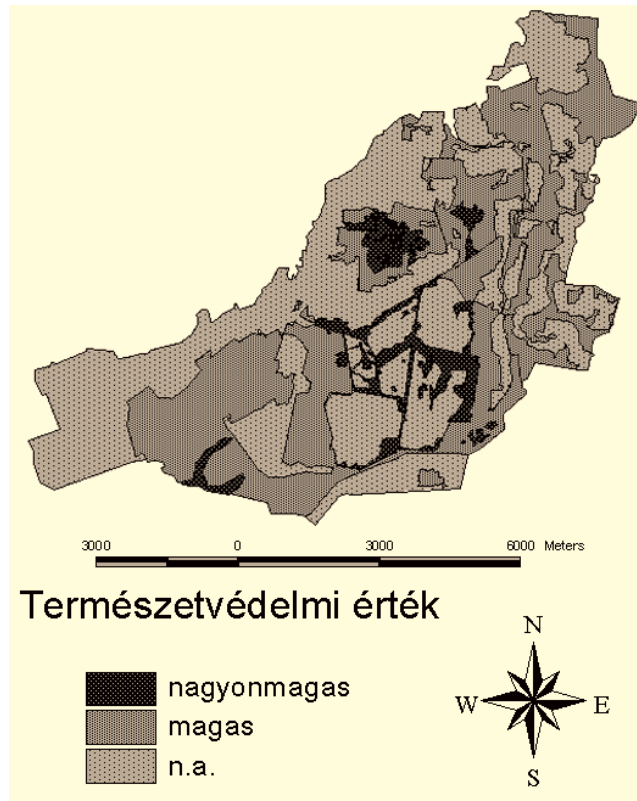 3000 0 3000 6000 Meters
Természetvédelmi érték
nagyonmagas
magas
n.a.
N
W E
S